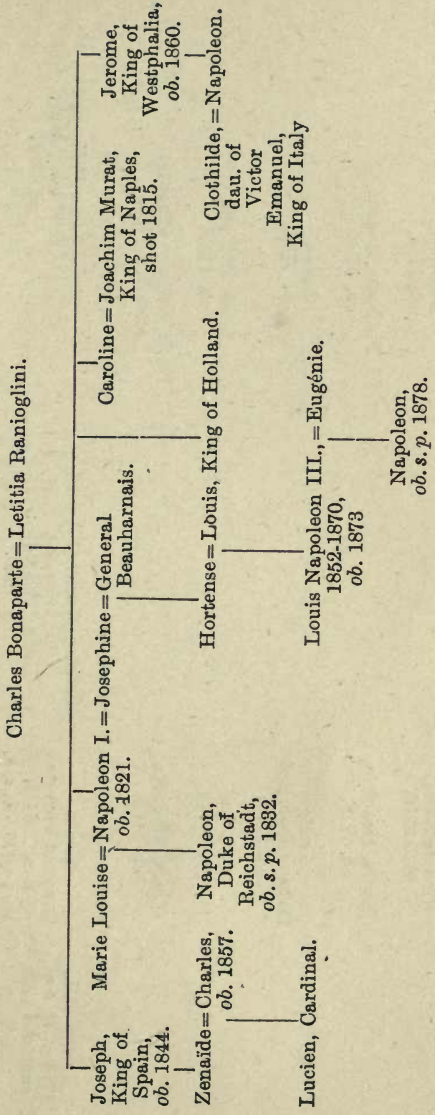 Charles Bonaparte=Letitia Ranioglini.
Joseph,
King of
Spain,
ob. 1844.
Marie Louise=Napoleon I.=Josephine=General
ob. 1821.
Beauharnais.
Caroline=Joachim Murat,
King of Naples,
shot 1815.
Jerome,
King of
Westphalia,
ob. 1860.
Zenaïde=Charles,
ob. 1857.
Napoleon,
Duke of
Reichstadt,
ob. s. p. 1832.
Hortense=Louis, King of Holland.
Clothilde,=Napoleon.
dau. of
Victor
Emanuel,
King of Italy
Lucien, Cardinal.
Louis Napoleon III.,=Eugénie.
1852-1870,
ob. 1873
Napoleon,
ob. s. p. 1878.